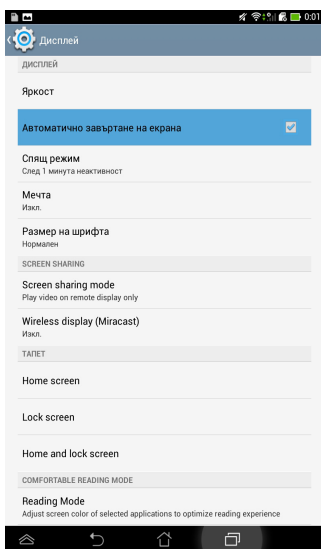 0:01
Дисплей
ДИСПЛЕЙ
Яркост
Автоматично завъртане на екрана
Спящ режим
След 1 минута неактивност
Мечта
Изкл.
Размер на шрифта
Нормален
SCREEN SHARING
Screen sharing mode
Play video on remote display only
Wireless display (Miracast)
Изкл.
ТАПЕТ
Home screen
Lock screen
Home and lock screen
COMFORTABLE READING MODE
Reading Mode
Adjust screen color of selected applications to optimize reading experience